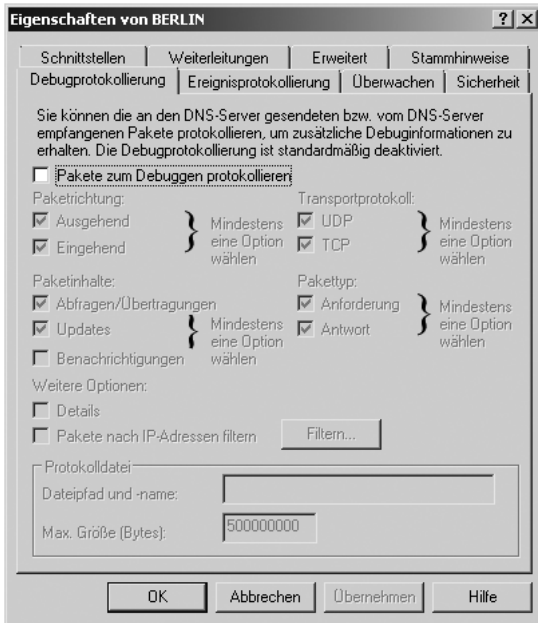 Eigenschaften von BERLIN
Schnittstellen Weiterleitungen Erweitert Stammhinweise
Debugprotokollierung Ereignisprotokollierung Überwachen Sicherheit
Sie können die an den DNS-Server gesendeten bzw. vom DNS-Server
empfangenen Pakete protokollieren, um zusätzliche Debuginformationen zu
erhalten. Die Debugprotokollierung ist standardmäßig deaktiviert.
Pakete zum Debuggen protokollieren
Paketrichtung:
Ausgehend
Eingehend
Mindestens
eine Option
wählen
Transportprotokoll:
UDP
TCP
Mindestens
eine Option
wählen
Paketinhalte:
Abfragen/Übertragungen
Updates
Benachrichtigungen
Mindestens
eine Option
wählen
Pakettyp:
Anforderung
Antwort
Mindestens
eine Option
wählen
Weitere Optionen:
Details
Pakete nach IP-Adressen filtern Filtern...
Protokolldatei
Dateipfad und -name:
Max. Größe (Bytes): 500000000
OK Abbrechen Übernehmen Hilfe